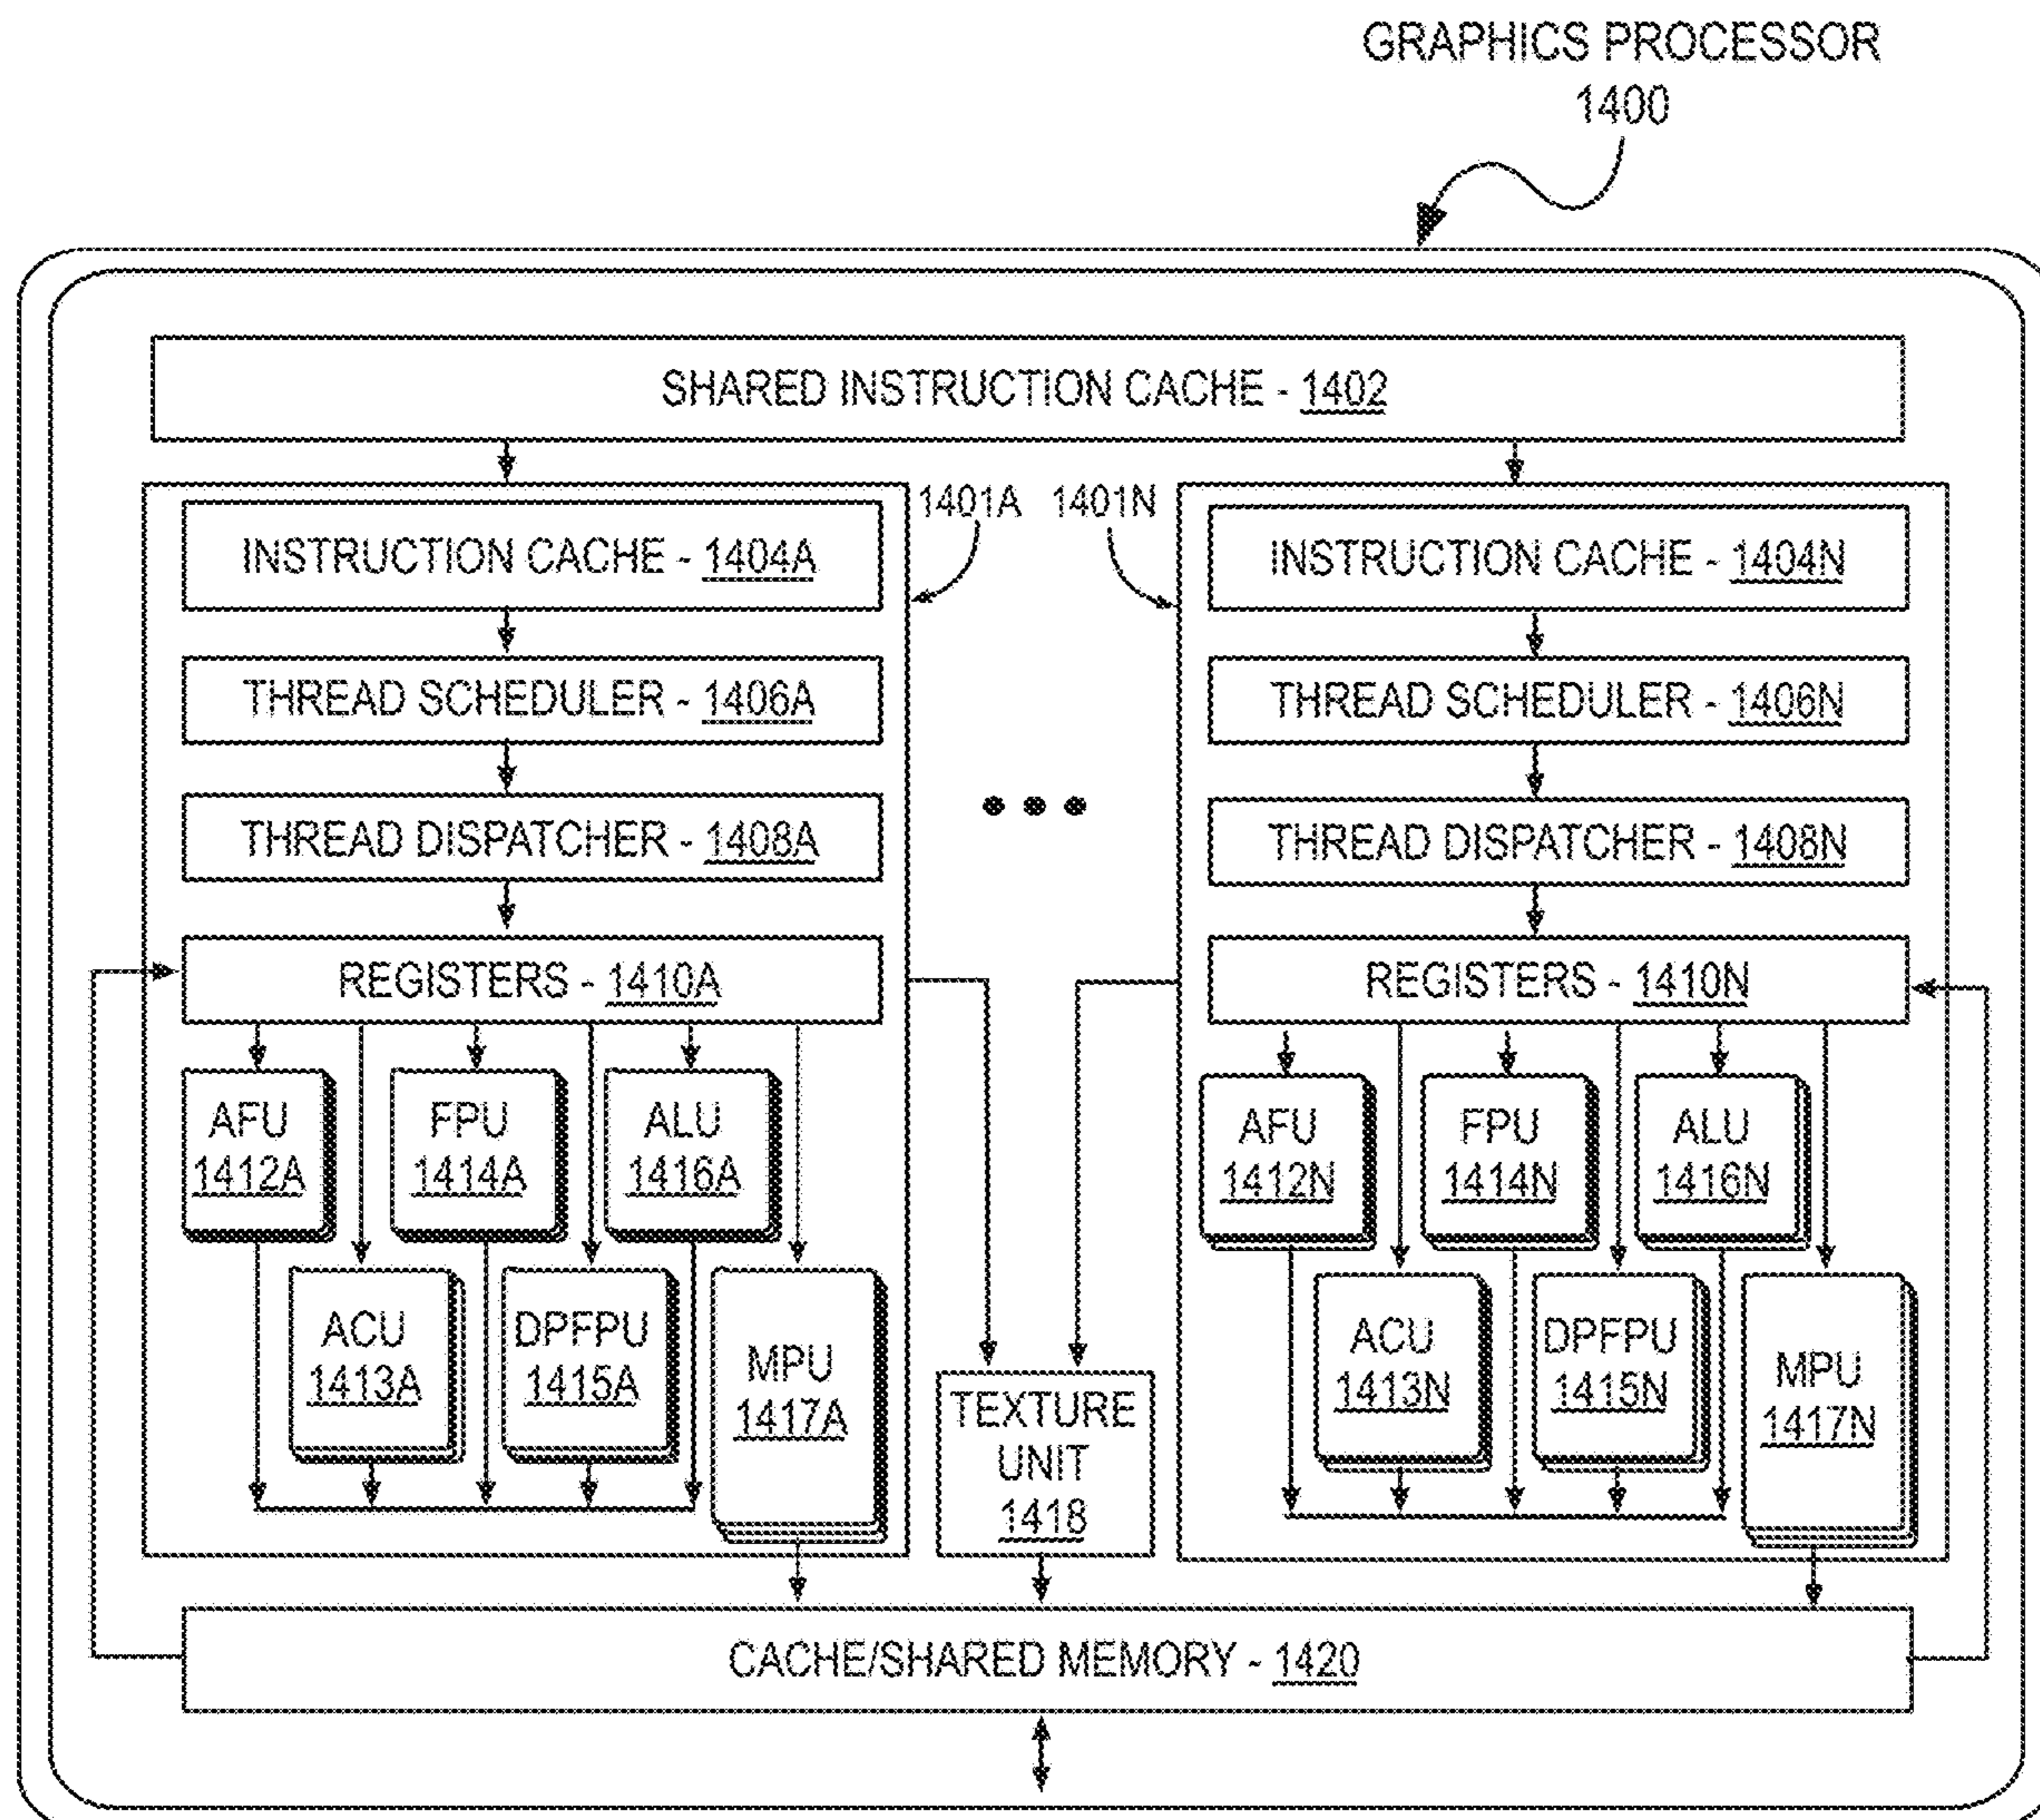 GRAPHICS PROCESSOR
1400
SHARED INSTRUCTION CACHE - 1402
1401A
1401N
INSTRUCTION CACHE - 1404A
THREAD SCHEDULER - 1406A
THREAD DISPATCHER - 1408A
REGISTERS - 1410A
AFU
1412A
FPU
1414A
ALU
1416A
ACU
1413A
DPFPU
1415A
MPU
1417A
TEXTURE
UNIT
1418
INSTRUCTION CACHE - 1404N
THREAD SCHEDULER - 1406N
THREAD DISPATCHER - 1408N
REGISTERS - 1410N
AFU
1412N
FPU
1414N
ALU
1416N
ACU
1413N
DPFPU
1415N
MPU
1417N
CACHE/SHARED MEMORY - 1420